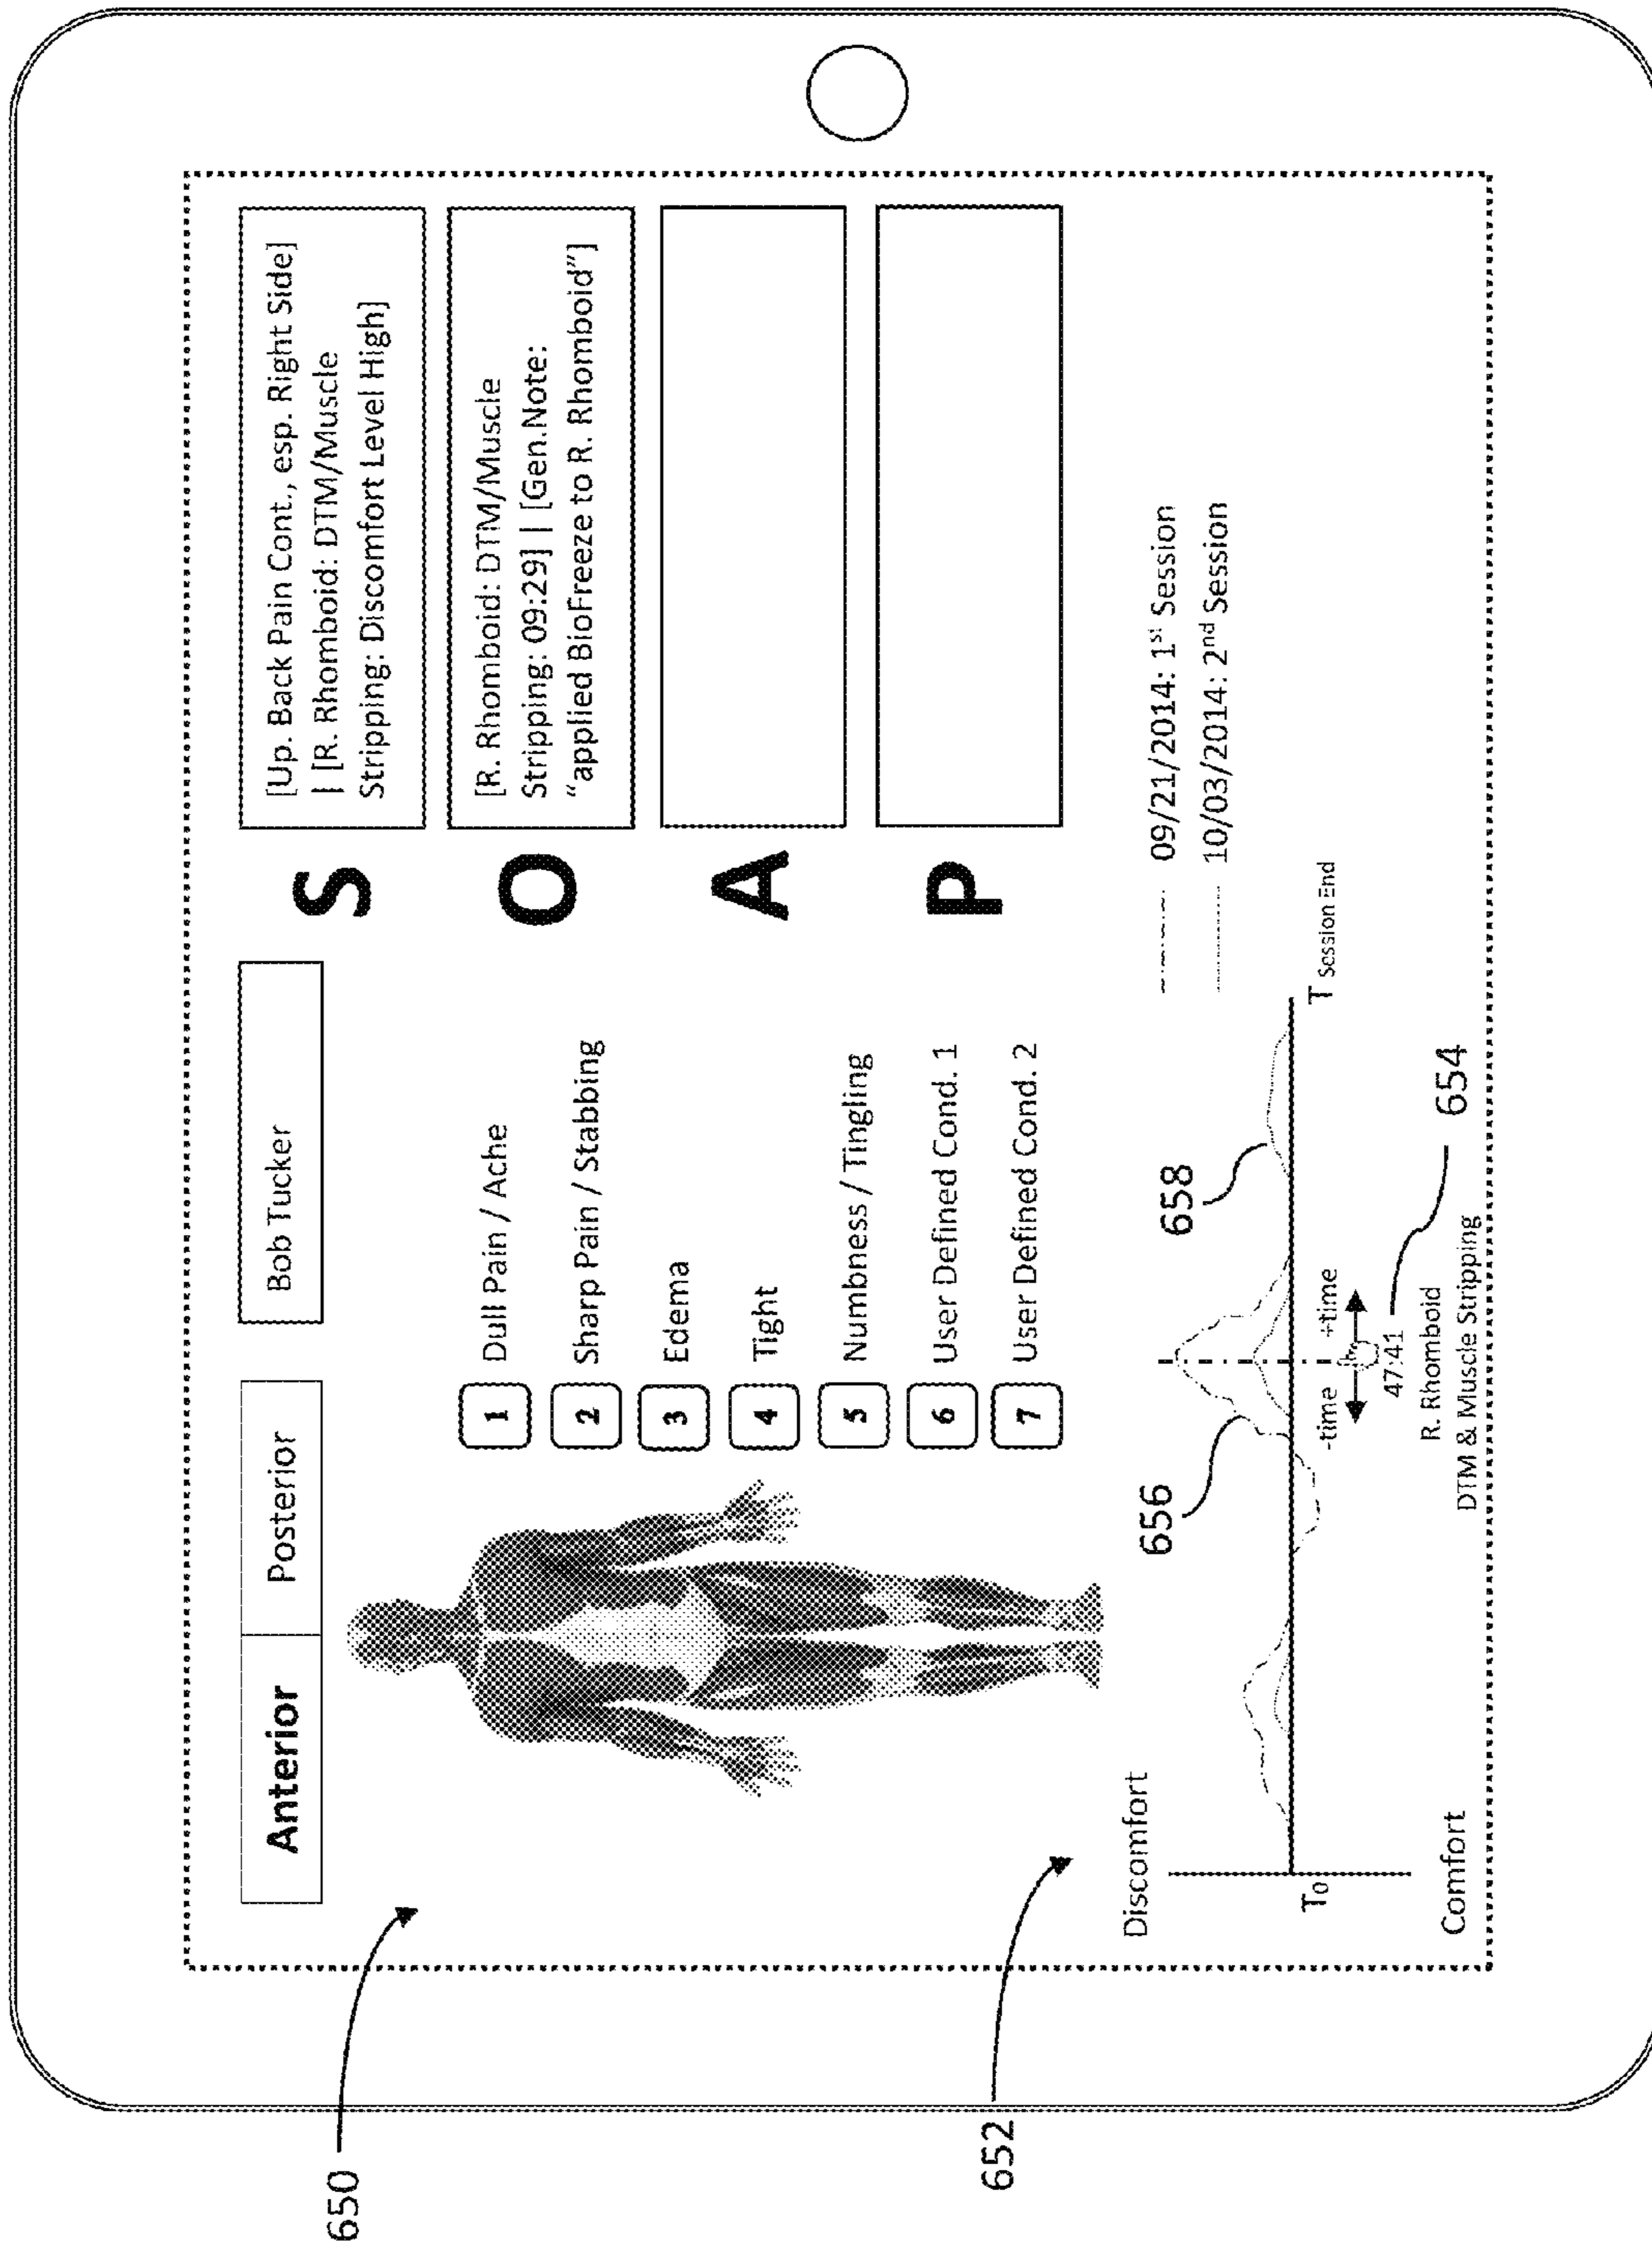 Anterior
Posterior
Bob Tucker
1 Dull Pain / Ache
2 Sharp Pain / Stabbing
3 Edema
4 Tight
5 Numbness / Tingling
6 User Defined Cond. 1
7 User Defined Cond. 2
S
[Up. Back Pain Cont., esp. Right Side]
| [R. Rhomboid: DTM/Muscle
Stripping: Discomfort Level High]
O
[R. Rhomboid: DTM/Muscle
Stripping: 09:29] | [Gen.Note:
“applied BioFreeze to R. Rhomboid”]
A
P
650
652
Discomfort
656
658
09/21/2014: 1st Session
10/03/2014: 2nd Session
T0
T Session End
-time
+time
47:41
R. Rhomboid
654
DTM & Muscle Stripping
Comfort